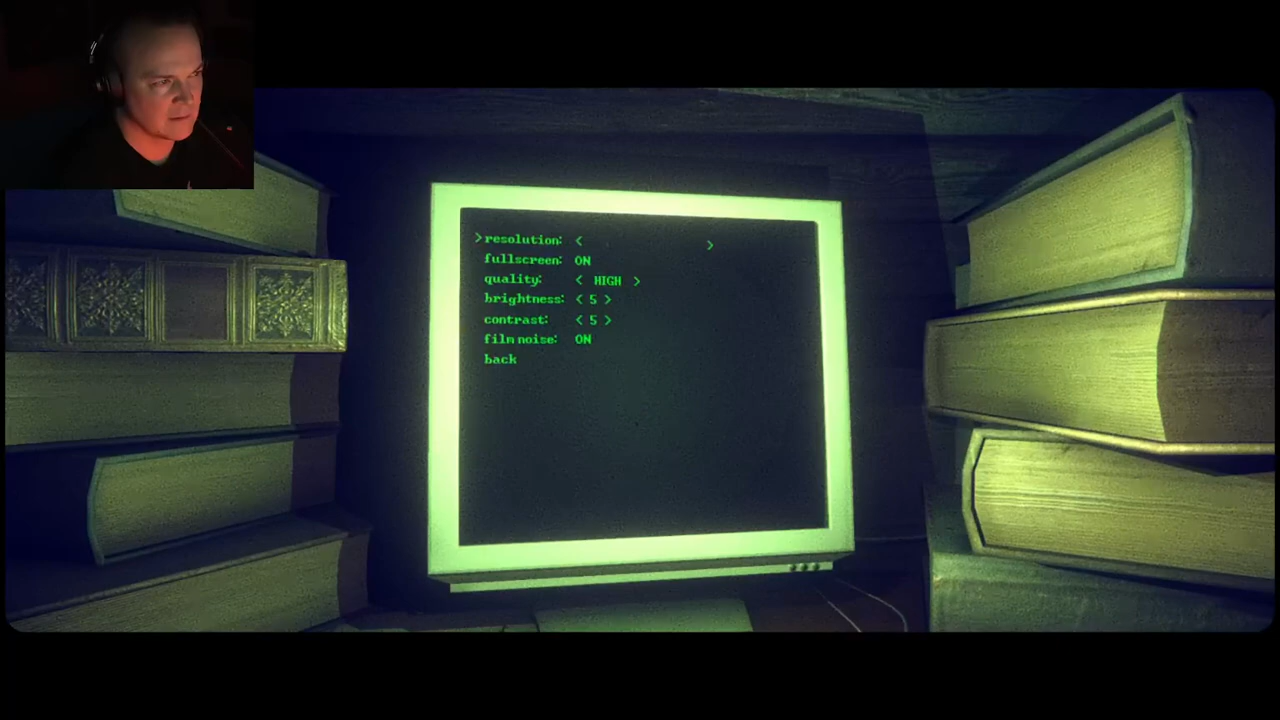 >resolution: < >
fullscreen: ON
quality: < HIGH >
brightness: < 5 >
contrast: < 5 >
film noise: ON
back